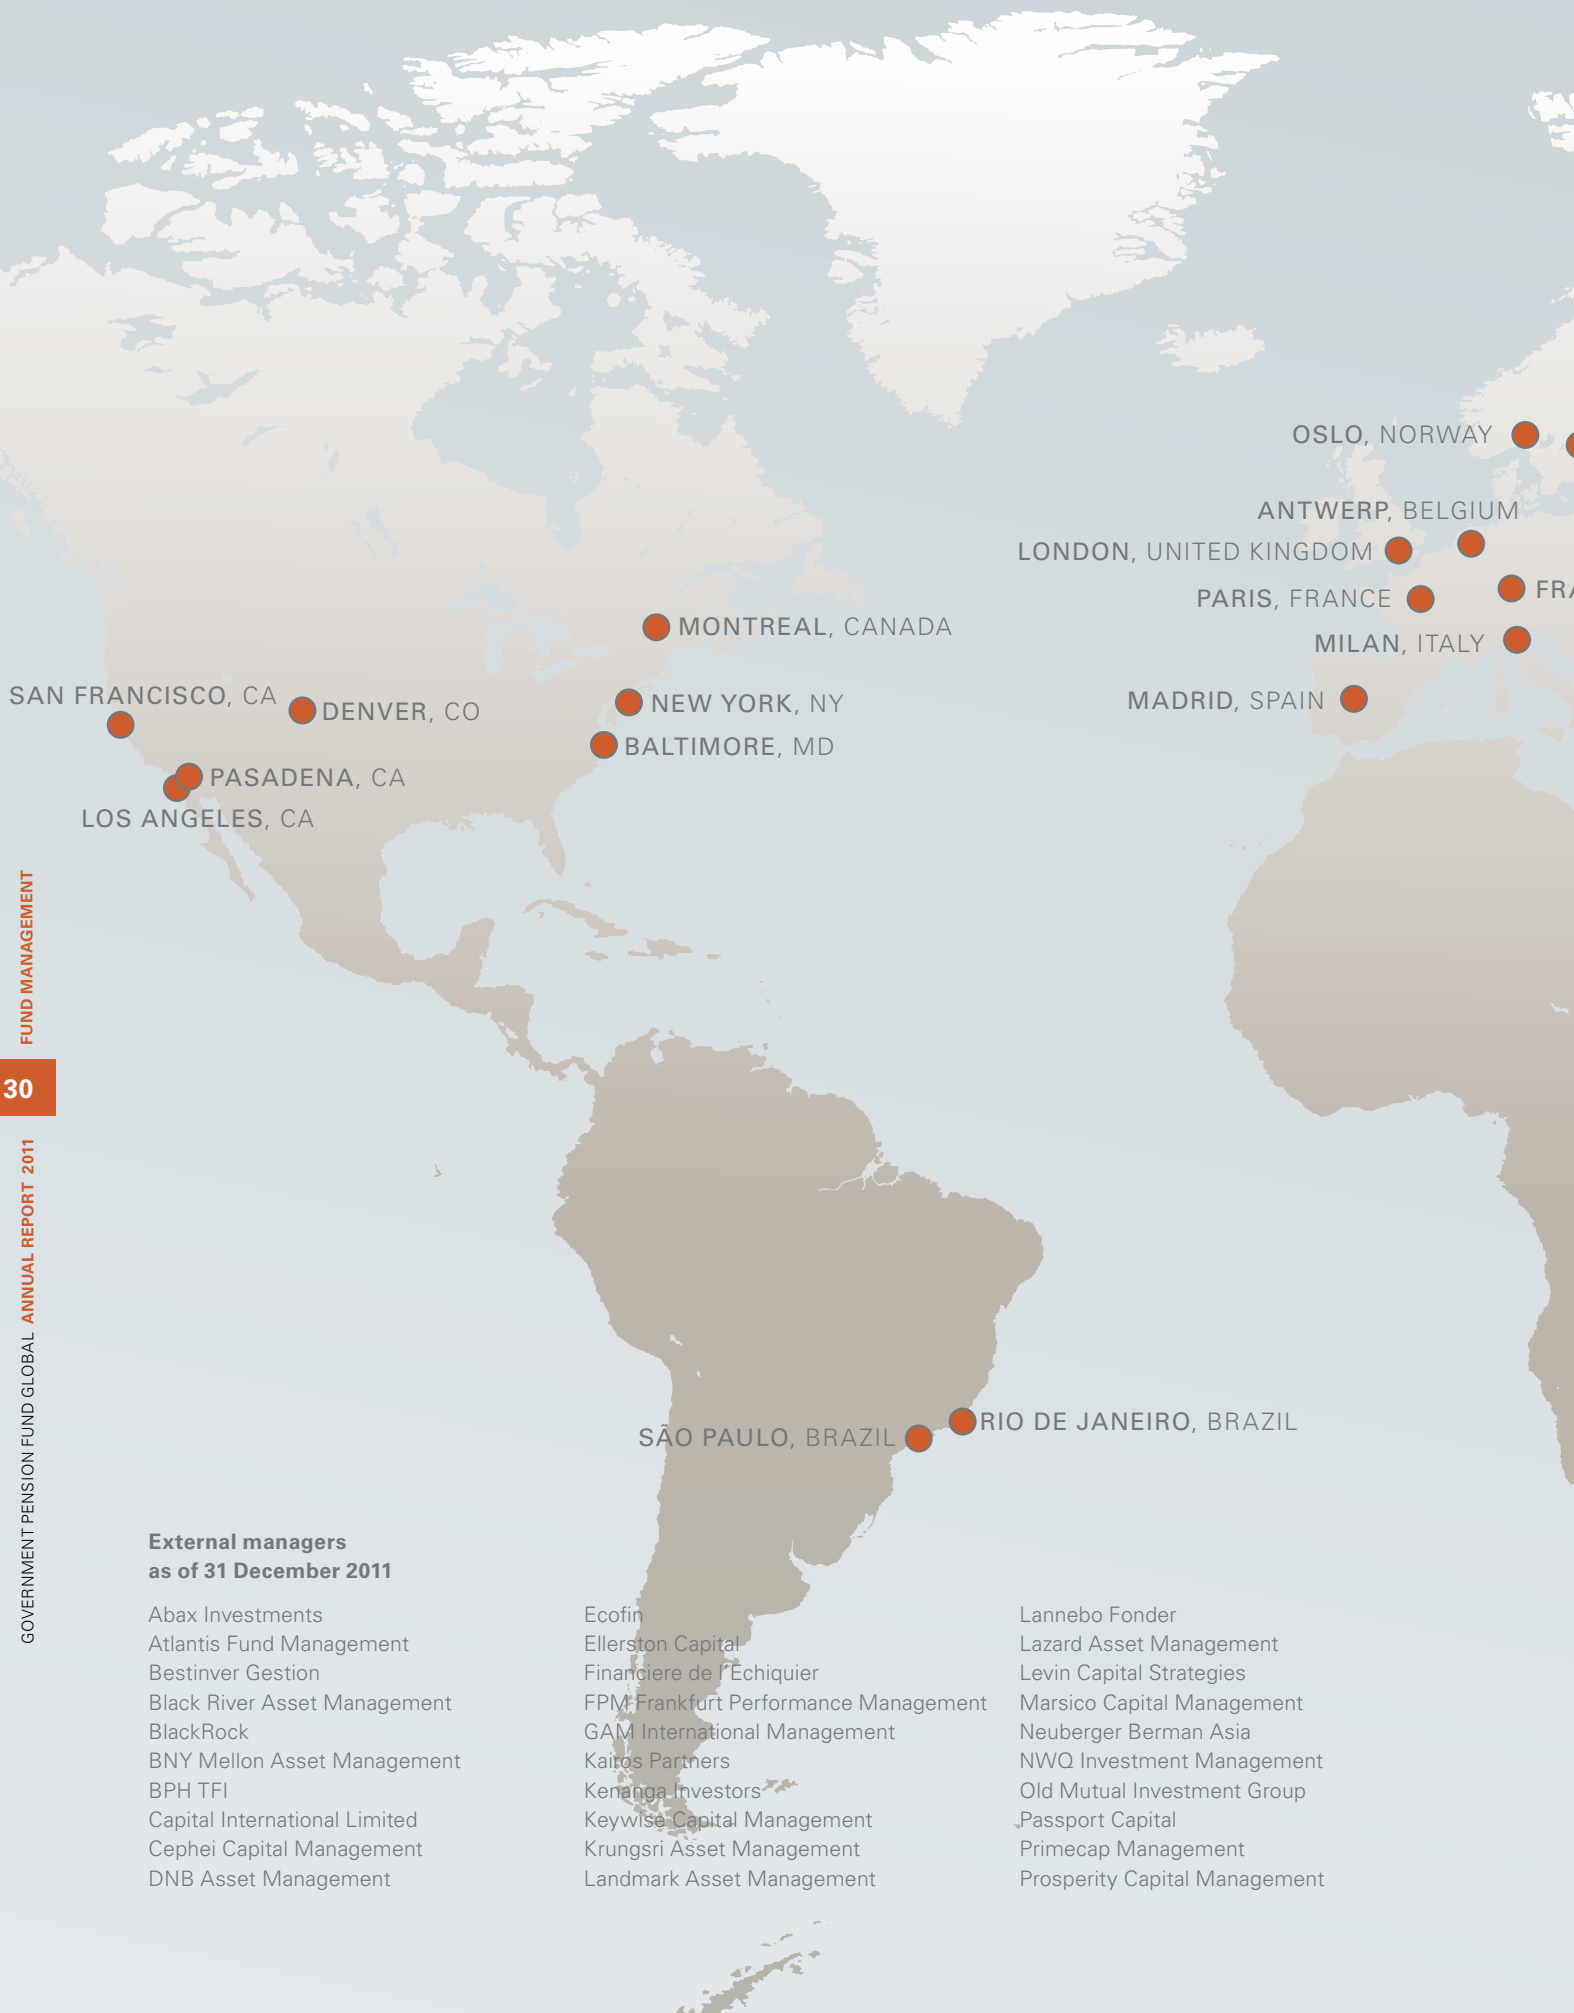 OSLO, NORWAY
ANTWERP, BELGIUM
LONDON, UNITED KINGDOM
PARIS, FRANCE
FRA
MILAN, ITALY
MADRID, SPAIN
MONTREAL, CANADA
SAN FRANCISCO, CA
DENVER, CO
NEW YORK, NY
BALTIMORE, MD
PASADENA, CA
LOS ANGELES, CA
SÃO PAULO, BRAZIL
RIO DE JANEIRO, BRAZIL
FUND MANAGEMENT
30
GOVERNMENT PENSION FUND GLOBAL ANNUAL REPORT 2011
External managers
as of 31 December 2011
Abax Investments
Atlantis Fund Management
Bestinver Gestion
Black River Asset Management
BlackRock
BNY Mellon Asset Management
BPH TFI
Capital International Limited
Cephei Capital Management
DNB Asset Management
Ecofin
Ellerston Capital
Financiere de l'Echiquier
FPM Frankfurt Performance Management
GAM International Management
Kairos Partners
Kenanga Investors
Keywise Capital Management
Krungsri Asset Management
Landmark Asset Management
Lannebo Fonder
Lazard Asset Management
Levin Capital Strategies
Marsico Capital Management
Neuberger Berman Asia
NWQ Investment Management
Old Mutual Investment Group
Passport Capital
Primecap Management
Prosperity Capital Management